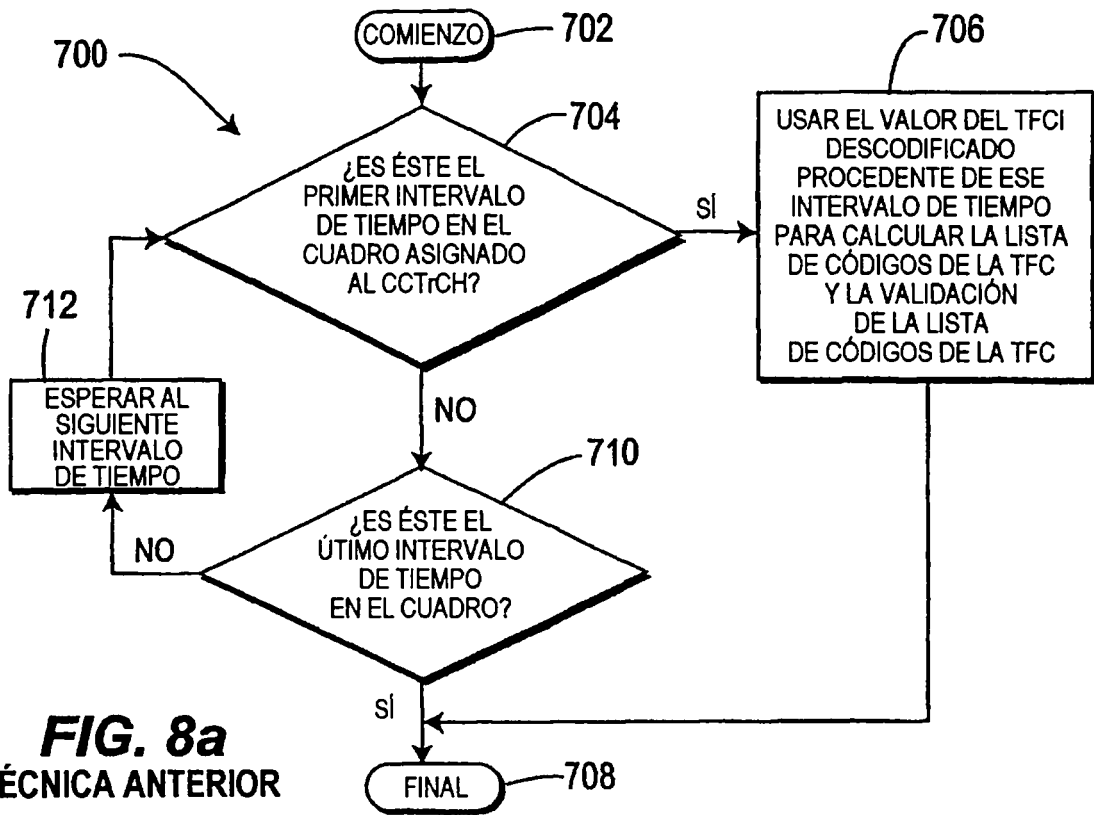 COMIENZO
702
700
704
706
¿ES ÉSTE EL
PRIMER INTERVALO
DE TIEMPO EN EL
CUADRO ASIGNADO
AL CCTrCH?
SÍ
USAR EL VALOR DEL TFCI
DESCODIFICADO
PROCEDENTE DE ESE
INTERVALO DE TIEMPO
PARA CALCULAR LA LISTA
DE CÓDIGOS DE LA TFC
Y LA VALIDACIÓN
DE LA LISTA
DE CÓDIGOS DE LA TFC
712
ESPERAR AL
SIGUIENTE
INTERVALO
DE TIEMPO
NO
710
¿ES ÉSTE EL
ÚTIMO INTERVALO
DE TIEMPO
EN EL CUADRO?
NO
SÍ
FIG. 8a
ÉCNICA ANTERIOR
FINAL
708